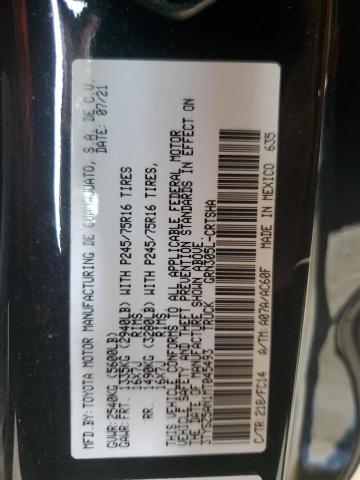 MFD.BY:TOYOTA MOTOR MANUFACTURING DE GUANAJUATO, S.A. DE C.V.
DATE: 07/21
GVWR: 2540KG (5600LB)
GAWR: FRT. 1335KG (2940LB) WITH P245/75R16 TIRES,
16X7J RIMS,
RR. 1490KG (3280LB) WITH P245/75R16 TIRES,
16X7J RIMS,
THIS VEHICLE CONFORMS TO ALL APPLICABLE FEDERAL MOTOR
VEHICLE SAFETY AND THEFT PREVENTION STANDARDS IN EFFECT ON
THE DATE OF MANUFACTURE SHOWN ABOVE.
TRUCK GRN305L-CRTSHA
C/TR:218/FC14 A/TM:A07A/AC60F MADE IN MEXICO 635